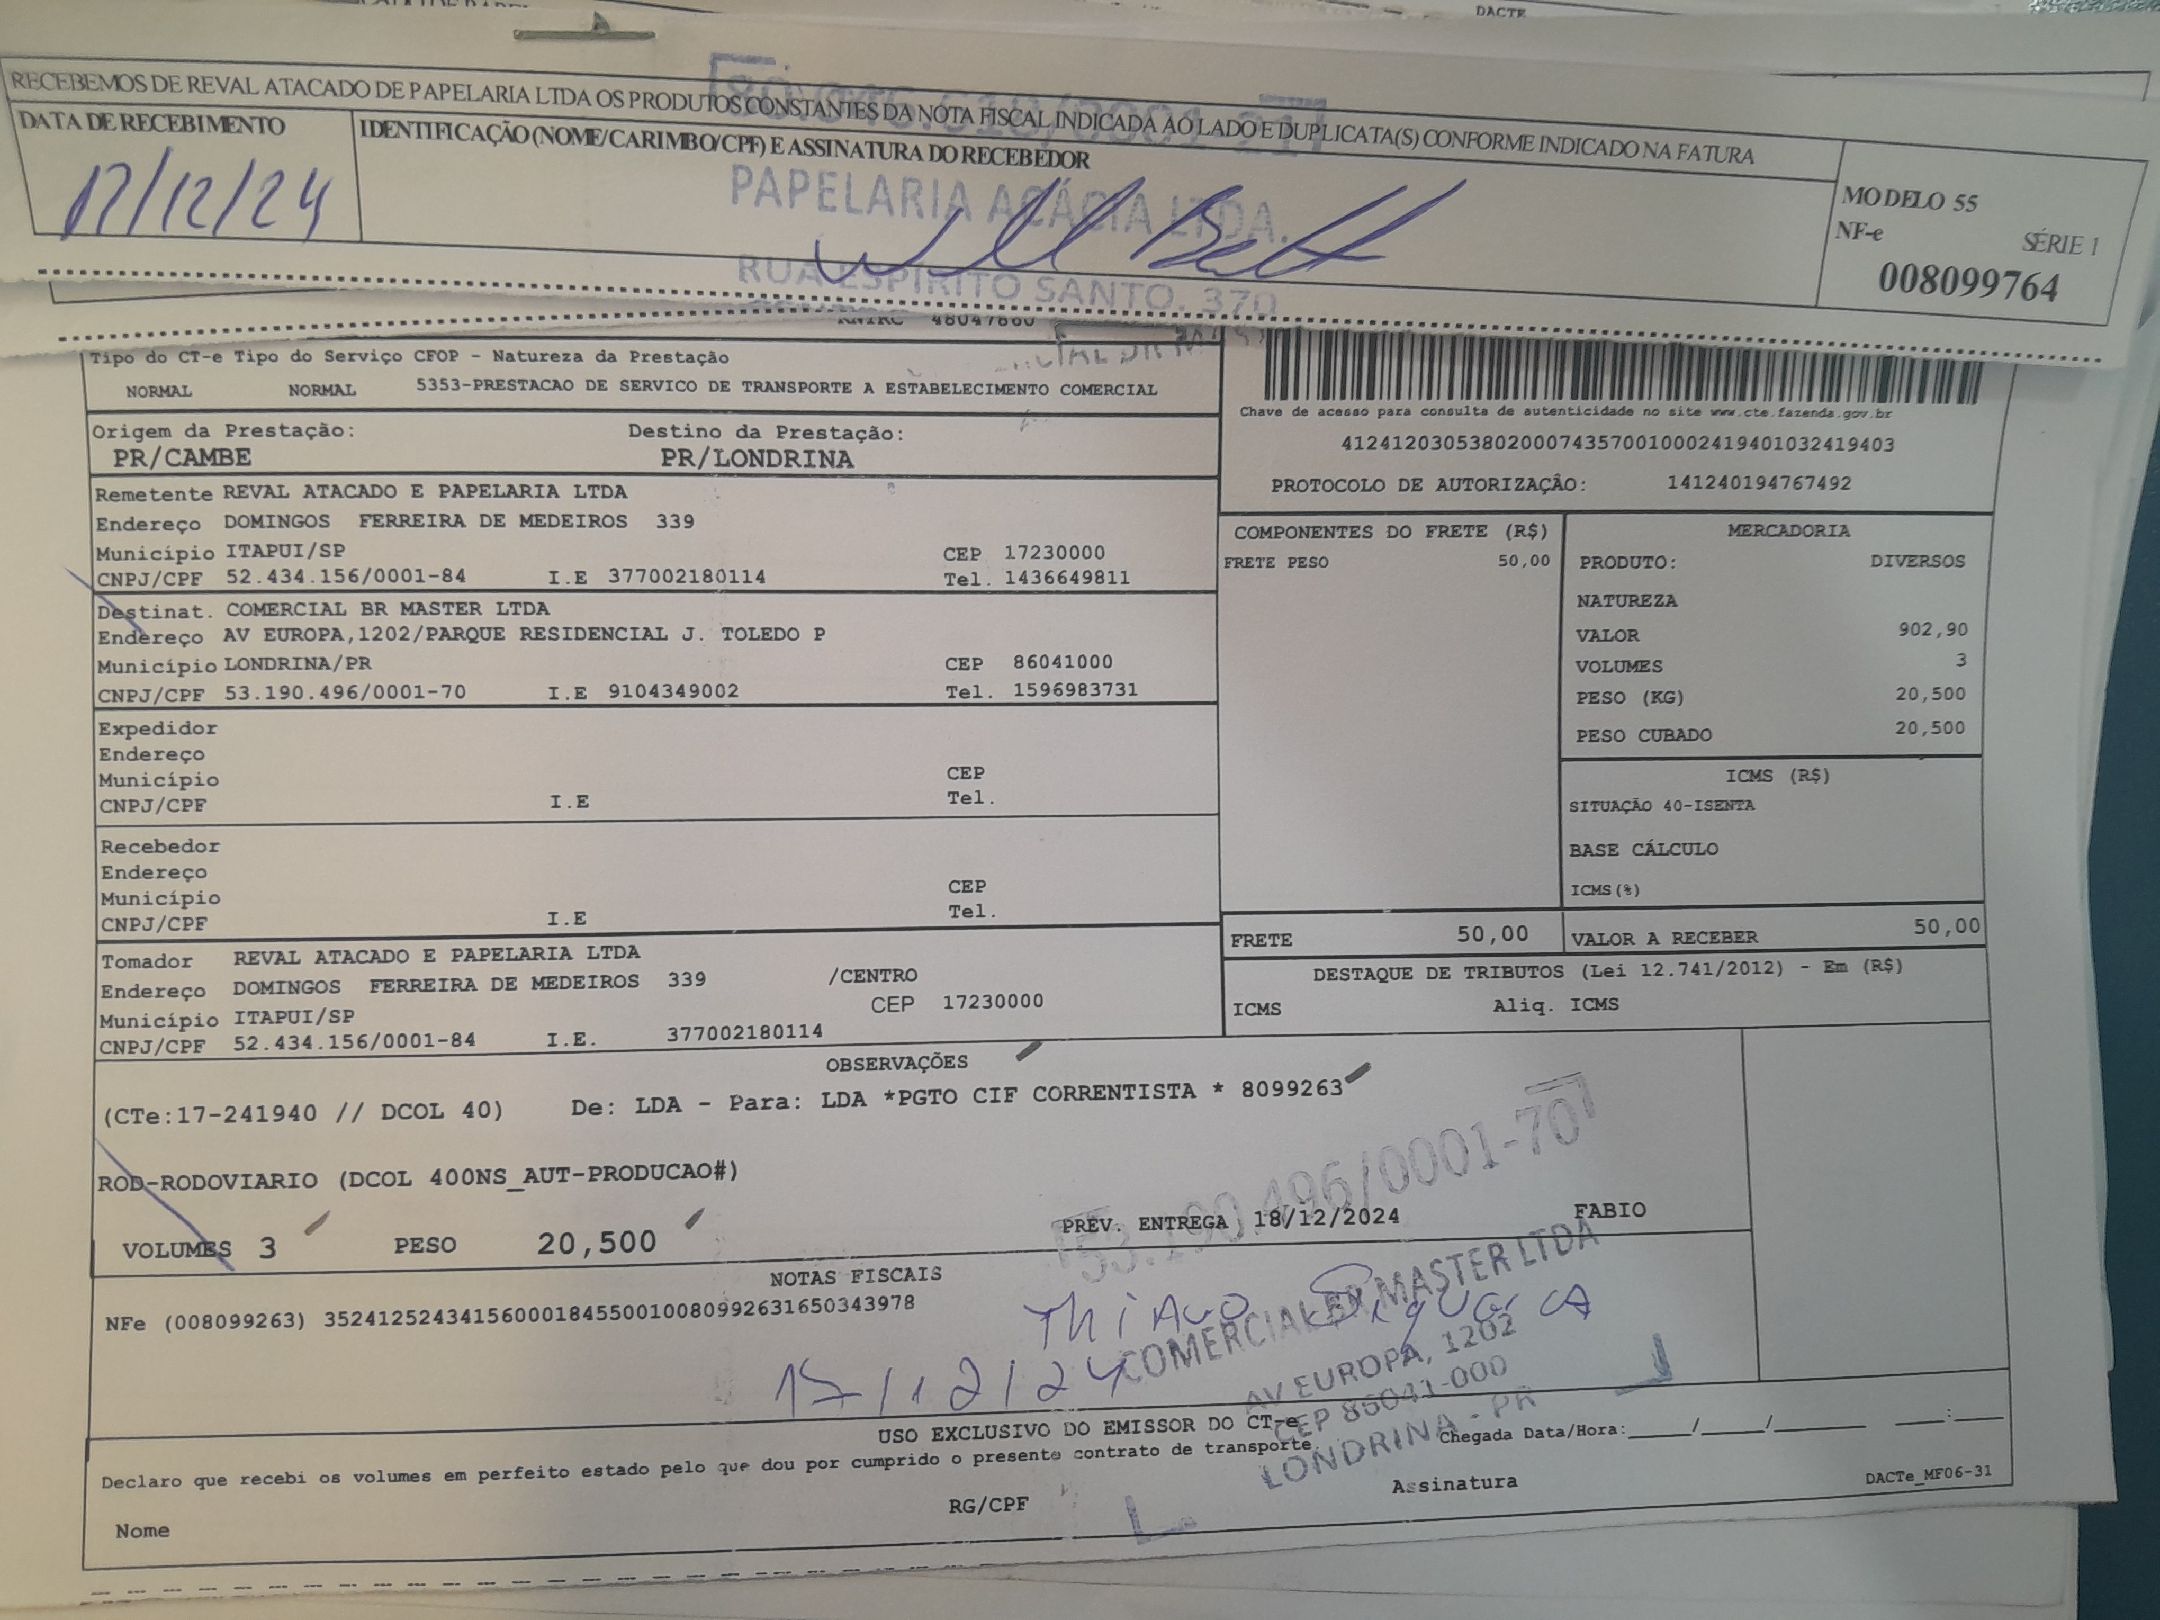 DACTE
RECEBEMOS DE REVAL ATACADO DE PAPELARIA LTDA OS PRODUTOS CONSTANTES DA NOTA FISCAL INDICADA AO LADO E DUPLICATA(S) CONFORME INDICADO NA FATURA
DATA DE RECEBIMENTO
17/12/24
IDENTIFICAÇÃO (NOME/CARIMBO/CPF) E ASSINATURA DO RECEBEDOR
PAPELARIA ACÁCIA LTDA.
RUA ESPIRITO SANTO, 370
MODELO 55
NF-e SÉRIE 1
008099764
Tipo do CT-e Tipo do Serviço CFOP - Natureza da Prestação
NORMAL NORMAL 5353-PRESTACAO DE SERVICO DE TRANSPORTE A ESTABELECIMENTO COMERCIAL
Chave de acesso para consulta de autenticidade no site www.cte.fazenda.gov.br
41241203053802000743570010002419401032419403
PROTOCOLO DE AUTORIZAÇÃO: 141240194767492
Origem da Prestação: Destino da Prestação:
PR/CAMBE PR/LONDRINA
Remetente REVAL ATACADO E PAPELARIA LTDA
Endereço DOMINGOS FERREIRA DE MEDEIROS 339
Município ITAPUI/SP CEP 17230000
CNPJ/CPF 52.434.156/0001-84 I.E 377002180114 Tel. 1436649811
Destinat. COMERCIAL BR MASTER LTDA
Endereço AV EUROPA,1202/PARQUE RESIDENCIAL J. TOLEDO P
Município LONDRINA/PR CEP 86041000
CNPJ/CPF 53.190.496/0001-70 I.E 9104349002 Tel. 1596983731
Expedidor
Endereço
Município CEP
CNPJ/CPF I.E Tel.
Recebedor
Endereço
Município CEP
CNPJ/CPF I.E Tel.
Tomador REVAL ATACADO E PAPELARIA LTDA
Endereço DOMINGOS FERREIRA DE MEDEIROS 339 /CENTRO
Município ITAPUI/SP CEP 17230000
CNPJ/CPF 52.434.156/0001-84 I.E. 377002180114
COMPONENTES DO FRETE (R$)
FRETE PESO 50,00
MERCADORIA
PRODUTO: DIVERSOS
NATUREZA
VALOR 902,90
VOLUMES 3
PESO (KG) 20,500
PESO CUBADO 20,500
ICMS (R$)
SITUAÇÃO 40-ISENTA
BASE CÁLCULO
ICMS(%)
FRETE 50,00 VALOR A RECEBER 50,00
DESTAQUE DE TRIBUTOS (Lei 12.741/2012) - Em (R$)
ICMS Aliq. ICMS
OBSERVAÇÕES
(CTe:17-241940 // DCOL 40) De: LDA - Para: LDA *PGTO CIF CORRENTISTA * 8099263
ROD-RODOVIARIO (DCOL 400NS_AUT-PRODUCAO#)
VOLUMES 3 PESO 20,500 PREV. ENTREGA 18/12/2024 FABIO
53.190.496/0001-70
COMERCIAL BR MASTER LTDA
AV EUROPA, 1202
CEP 86041-000
LONDRINA - PR
NOTAS FISCAIS
NFe (008099263) 35241252434156000184550010080992631650343978
Thiago Siqueira
17/12/24
USO EXCLUSIVO DO EMISSOR DO CT-e
Declaro que recebi os volumes em perfeito estado pelo que dou por cumprido o presente contrato de transporte
Chegada Data/Hora:____/____/______ ___:___
Nome RG/CPF Assinatura DACTe_MF06-31